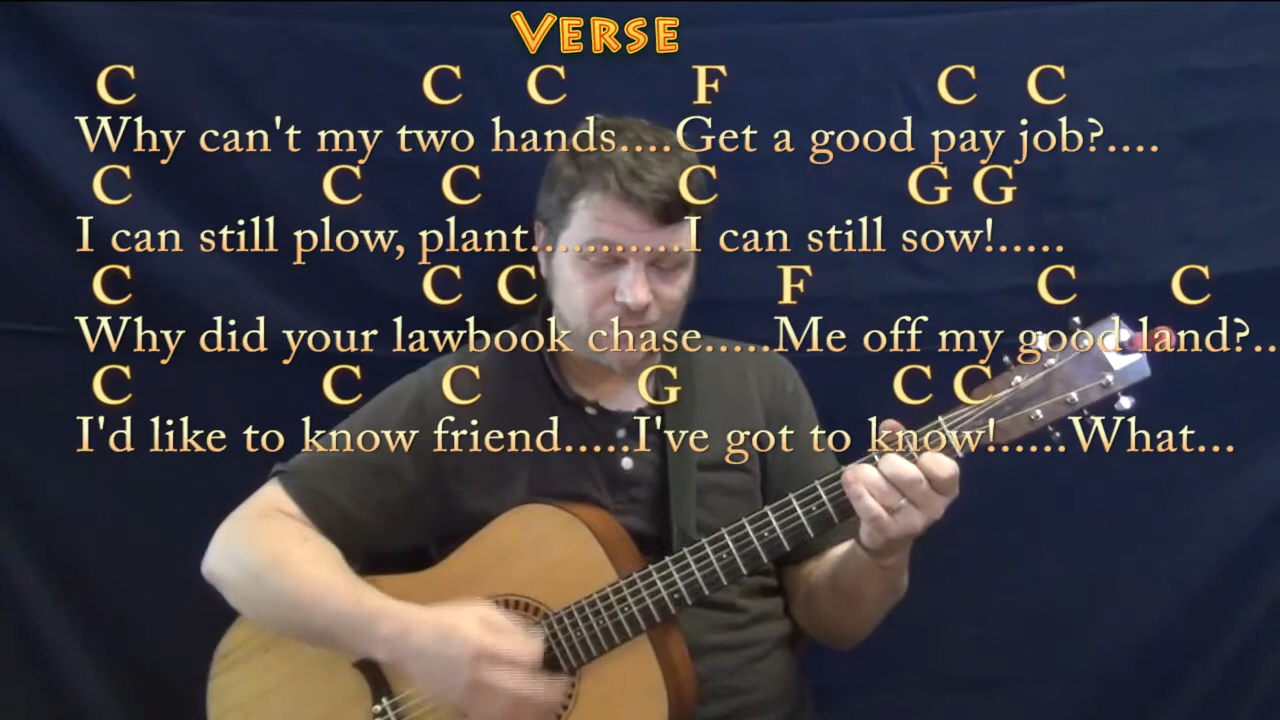 VERSE
C C C F C C
Why can't my two hands....Get a good pay job?....
C C C C G G
I can still plow, plant...........I can still sow!.....
C C C F C C
Why did your lawbook chase.....Me off my good land?..
C C C G C C
I'd like to know friend.....I've got to know!.....What...